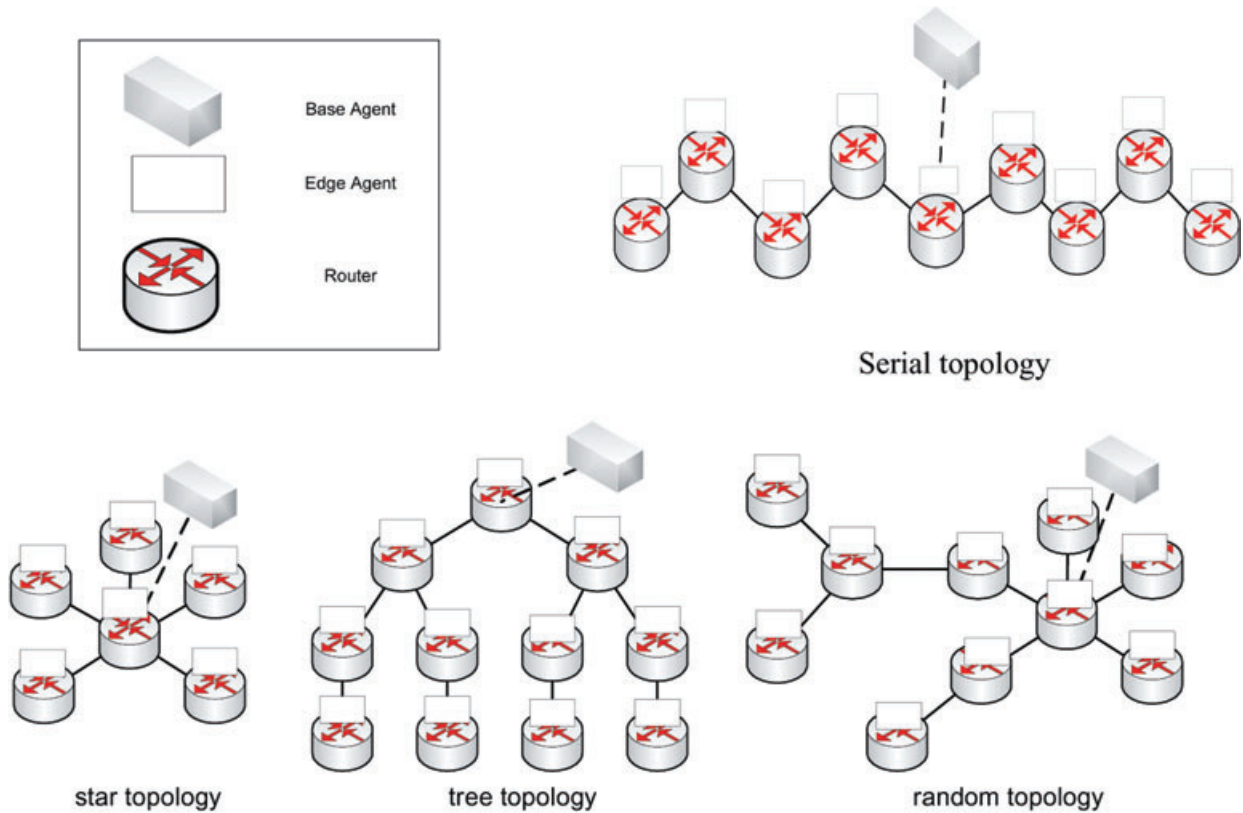 Base Agent
Edge Agent
Router
Serial topology
star topology
tree topology
random topology